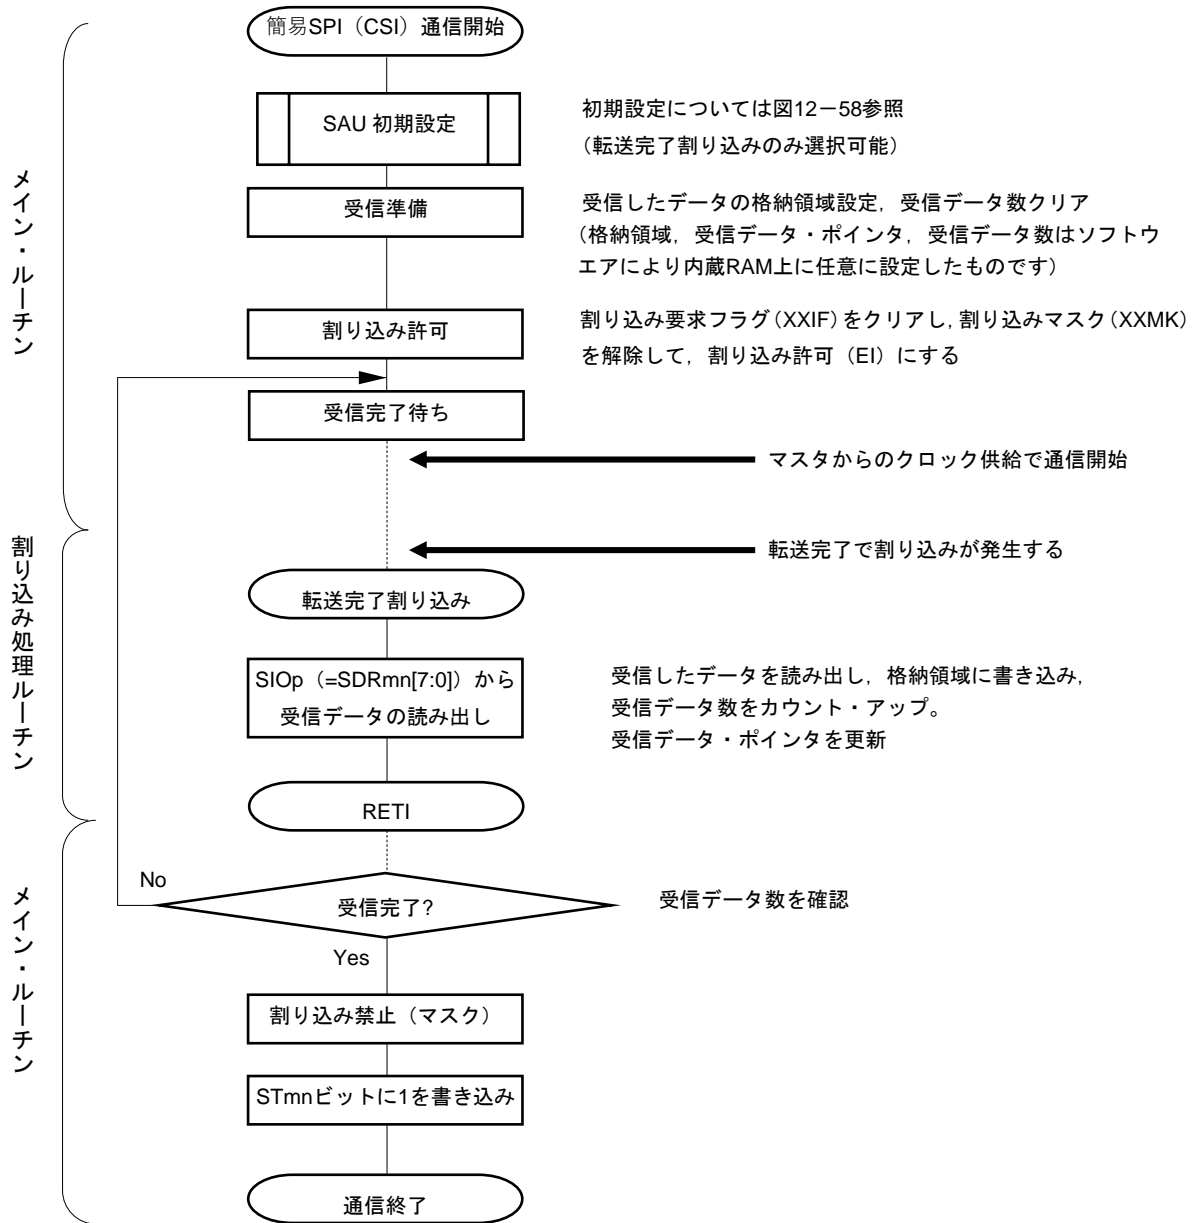 簡易SPI（CSI）通信開始
SAU 初期設定
初期設定については図12－58参照
（転送完了割り込みのみ選択可能）
メイン・ルーチン
受信準備
受信したデータの格納領域設定，受信データ数クリア
（格納領域，受信データ・ポインタ，受信データ数はソフトウ
エアにより内蔵RAM上に任意に設定したものです）
割り込み許可
割り込み要求フラグ（XXIF）をクリアし，割り込みマスク（XXMK）
を解除して，割り込み許可（EI）にする
受信完了待ち
マスタからのクロック供給で通信開始
転送完了で割り込みが発生する
割り込み処理ルーチン
転送完了割り込み
SIOp（=SDRmn[7:0]）から
受信データの読み出し
受信したデータを読み出し，格納領域に書き込み，
受信データ数をカウント・アップ。
受信データ・ポインタを更新
RETI
メイン・ルーチン
No
受信完了?
受信データ数を確認
Yes
割り込み禁止（マスク）
STmnビットに1を書き込み
通信終了